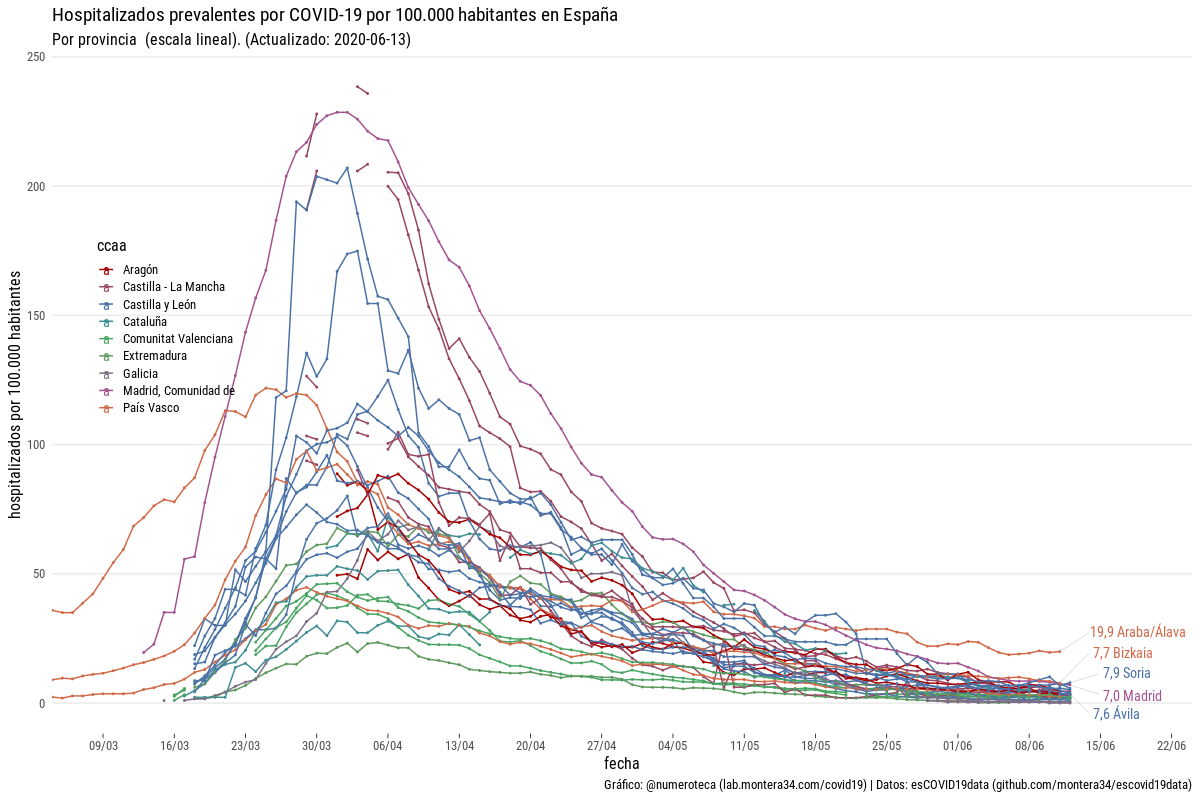 Hospitalizados prevalentes por COVID-19 por 100.000 habitantes en España
Por provincia  (escala lineal). (Actualizado: 2020-06-13)
hospitalizados por 100.000 habitantes
250
200
150
100
50
0
ccaa
Aragón
Castilla - La Mancha
Castilla y León
Cataluña
Comunitat Valenciana
Extremadura
Galicia
Madrid, Comunidad de
País Vasco
19,9 Araba/Álava
7,7 Bizkaia
7,9 Soria
7,0 Madrid
7,6 Ávila
09/03 16/03 23/03 30/03 06/04 13/04 20/04 27/04 04/05 11/05 18/05 25/05 01/06 08/06 15/06 22/06
fecha
Gráfico: @numeroteca (lab.montera34.com/covid19) | Datos: esCOVID19data (github.com/montera34/escovid19data)